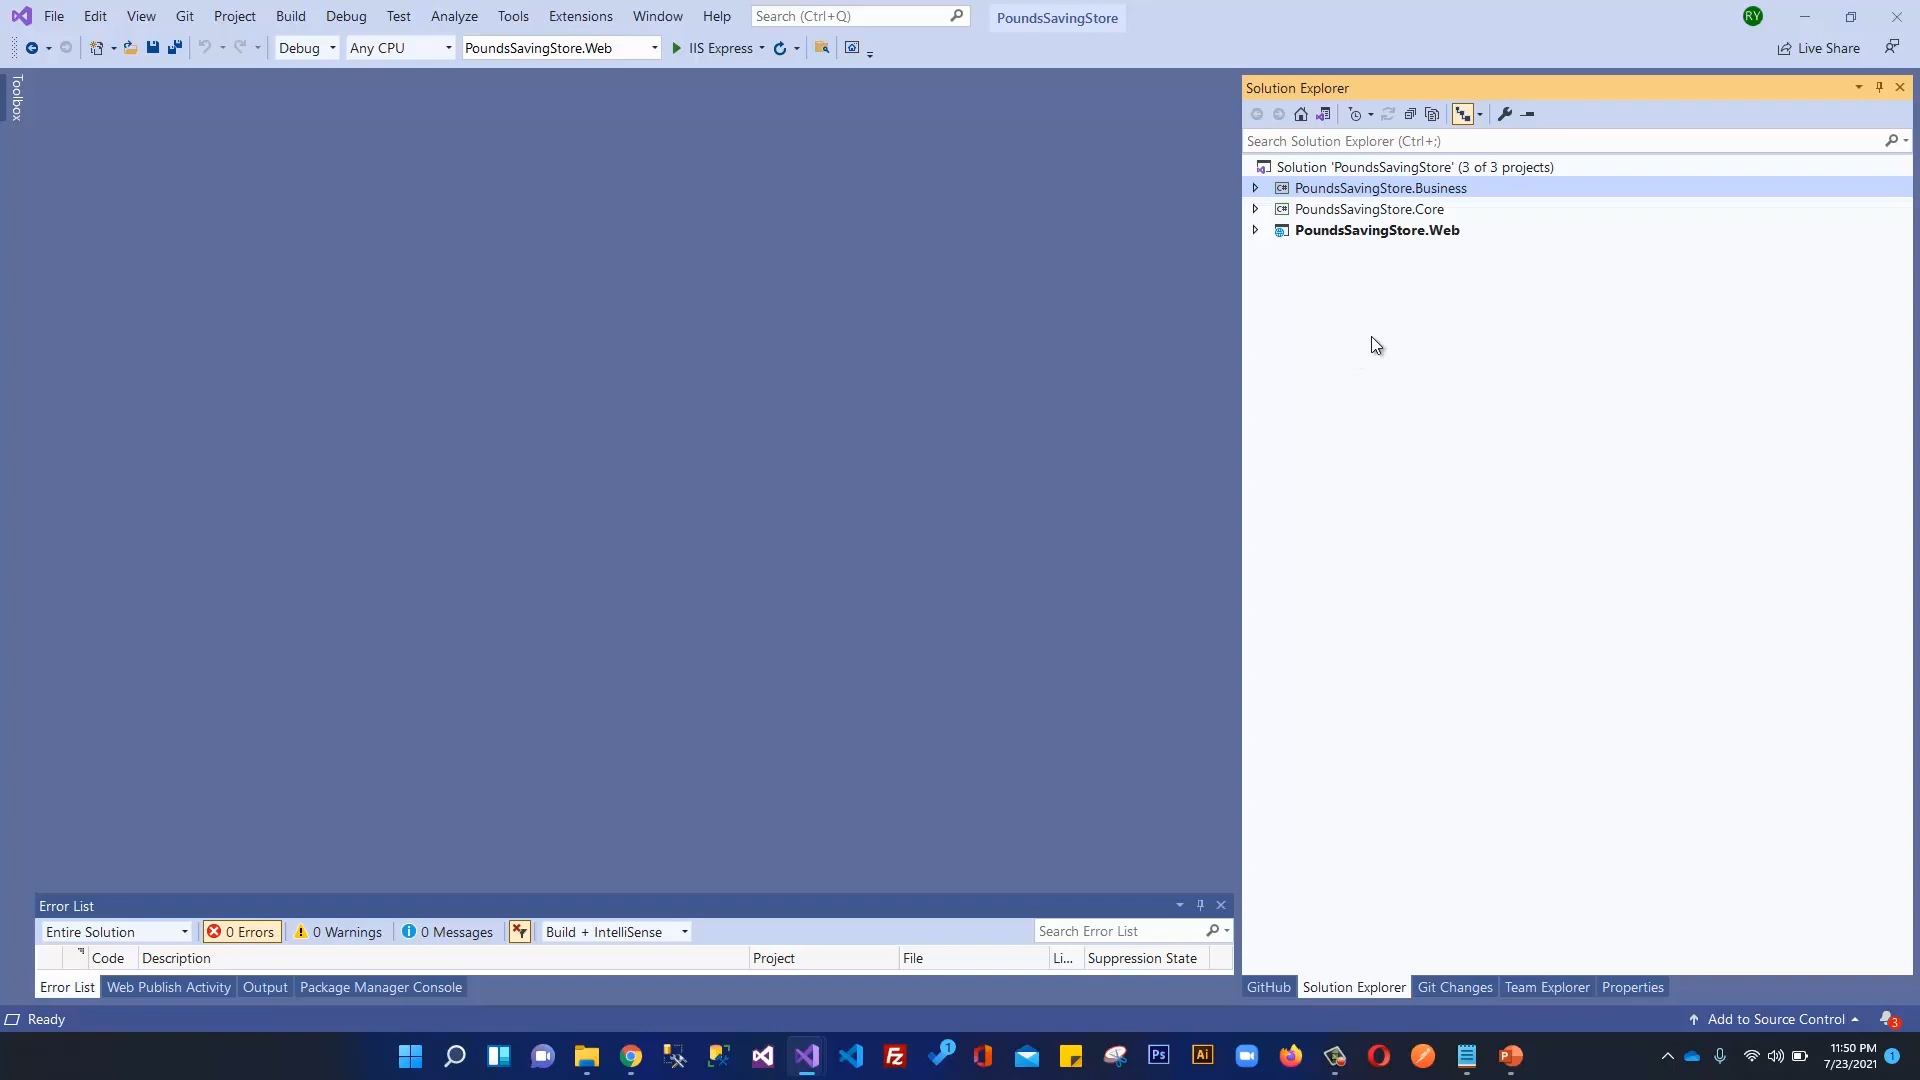 File Edit View Git Project Build Debug Test Analyze Tools Extensions Window Help Search (Ctrl+Q) PoundsSavingStore RY
Debug Any CPU PoundsSavingStore.Web IIS Express Live Share
Toolbox
Solution Explorer
Search Solution Explorer (Ctrl+;)
Solution 'PoundsSavingStore' (3 of 3 projects)
C# PoundsSavingStore.Business
C# PoundsSavingStore.Core
PoundsSavingStore.Web
Error List
Entire Solution 0 Errors 0 Warnings 0 Messages Build + IntelliSense Search Error List
Code Description Project File Li... Suppression State
Error List Web Publish Activity Output Package Manager Console
GitHub Solution Explorer Git Changes Team Explorer Properties
Ready Add to Source Control 3
1 Ps Ai 11:50 PM
7/23/2021 1